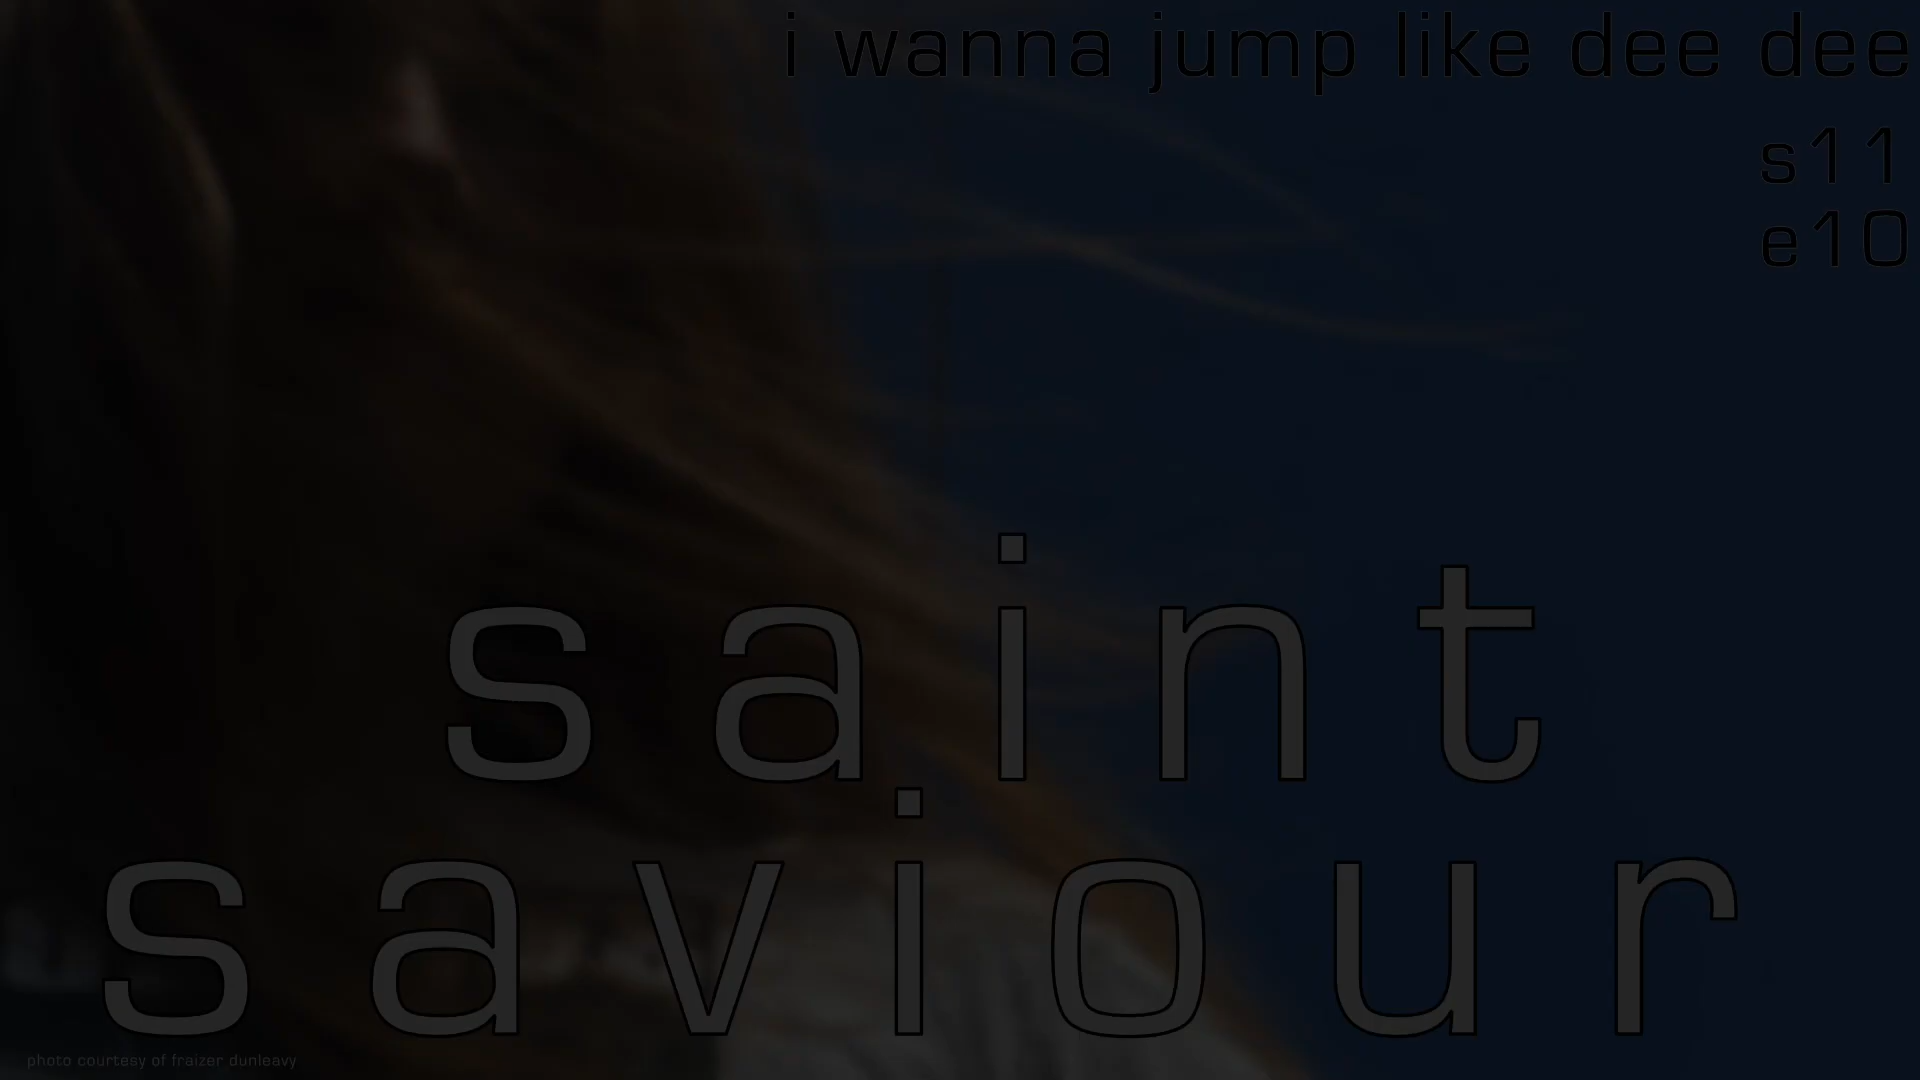 i wanna jump like dee dee
s11
e10
saint
saviour
photo courtesy of fraizer dunleavy